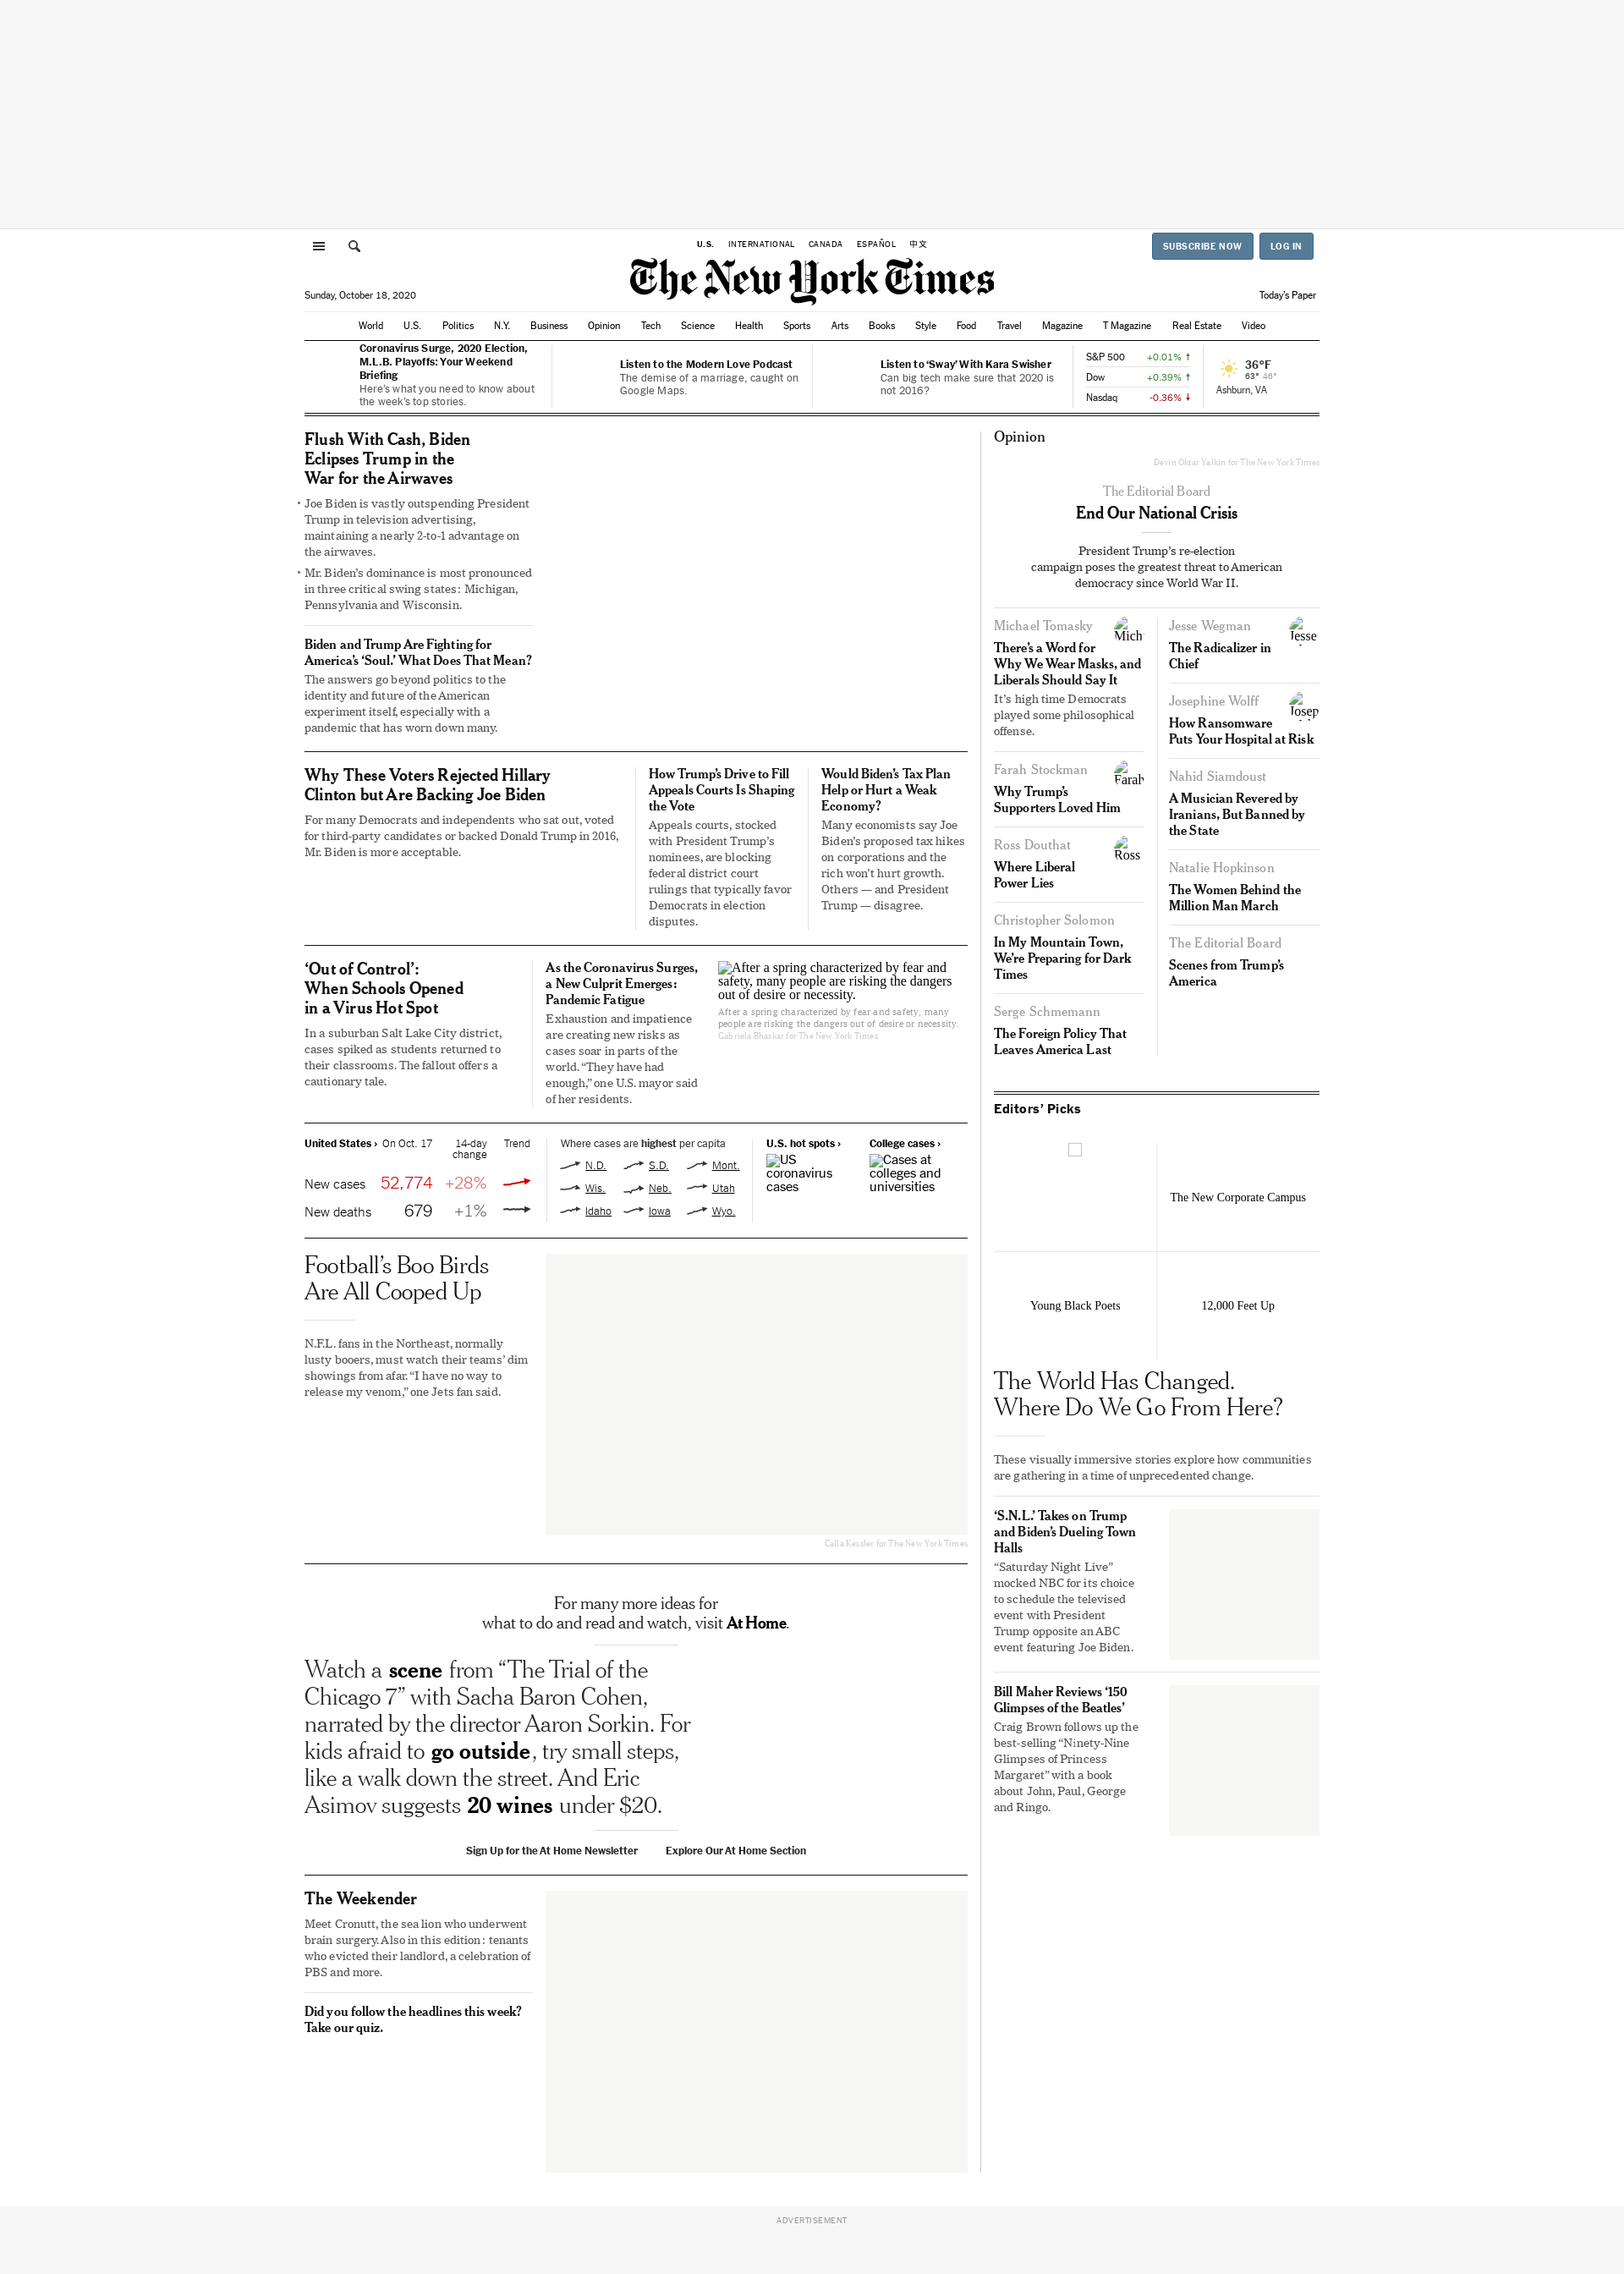 U.S. INTERNATIONAL CANADA ESPAÑOL 中文
SUBSCRIBE NOW LOG IN
The New York Times
Sunday, October 18, 2020
Today’s Paper
World U.S. Politics N.Y. Business Opinion Tech Science Health Sports Arts Books Style Food Travel Magazine T Magazine Real Estate Video
Coronavirus Surge, 2020 Election,
M.L.B. Playoffs: Your Weekend
Briefing
Here’s what you need to know about
the week’s top stories.
Listen to the Modern Love Podcast
The demise of a marriage, caught on
Google Maps.
Listen to ‘Sway’ With Kara Swisher
Can big tech make sure that 2020 is
not 2016?
S&P 500 +0.01% ↑
Dow +0.39% ↑
Nasdaq -0.36% ↓
36°F
63° 46°
Ashburn, VA
Flush With Cash, Biden
Eclipses Trump in the
War for the Airwaves
• Joe Biden is vastly outspending President
Trump in television advertising,
maintaining a nearly 2-to-1 advantage on
the airwaves.
• Mr. Biden’s dominance is most pronounced
in three critical swing states: Michigan,
Pennsylvania and Wisconsin.
Biden and Trump Are Fighting for
America’s ‘Soul.’ What Does That Mean?
The answers go beyond politics to the
identity and future of the American
experiment itself, especially with a
pandemic that has worn down many.
Why These Voters Rejected Hillary
Clinton but Are Backing Joe Biden
For many Democrats and independents who sat out, voted
for third-party candidates or backed Donald Trump in 2016,
Mr. Biden is more acceptable.
How Trump’s Drive to Fill
Appeals Courts Is Shaping
the Vote
Appeals courts, stocked
with President Trump’s
nominees, are blocking
federal district court
rulings that typically favor
Democrats in election
disputes.
Would Biden’s Tax Plan
Help or Hurt a Weak
Economy?
Many economists say Joe
Biden’s proposed tax hikes
on corporations and the
rich won’t hurt growth.
Others — and President
Trump — disagree.
‘Out of Control’:
When Schools Opened
in a Virus Hot Spot
In a suburban Salt Lake City district,
cases spiked as students returned to
their classrooms. The fallout offers a
cautionary tale.
As the Coronavirus Surges,
a New Culprit Emerges:
Pandemic Fatigue
Exhaustion and impatience
are creating new risks as
cases soar in parts of the
world. “They have had
enough,” one U.S. mayor said
of her residents.
After a spring characterized by fear and
safety, many people are risking the dangers
out of desire or necessity.
After a spring characterized by fear and safety, many
people are risking the dangers out of desire or necessity.
Gabriela Bhaskar for The New York Times
United States › On Oct. 17 14-day
change Trend
New cases 52,774 +28%
New deaths 679 +1%
Where cases are highest per capita
N.D. S.D. Mont.
Wis. Neb. Utah
Idaho Iowa Wyo.
U.S. hot spots ›
US
coronavirus
cases
College cases ›
Cases at
colleges and
universities
Football’s Boo Birds
Are All Cooped Up
N.F.L. fans in the Northeast, normally
lusty booers, must watch their teams’ dim
showings from afar. “I have no way to
release my venom,” one Jets fan said.
Calla Kessler for The New York Times
For many more ideas for
what to do and read and watch, visit At Home.
Watch a scene from “The Trial of the
Chicago 7” with Sacha Baron Cohen,
narrated by the director Aaron Sorkin. For
kids afraid to go outside, try small steps,
like a walk down the street. And Eric
Asimov suggests 20 wines under $20.
Sign Up for the At Home Newsletter Explore Our At Home Section
The Weekender
Meet Cronutt, the sea lion who underwent
brain surgery. Also in this edition: tenants
who evicted their landlord, a celebration of
PBS and more.
Did you follow the headlines this week?
Take our quiz.
Opinion
Devin Oktar Yalkin for The New York Times
The Editorial Board
End Our National Crisis
President Trump’s re-election
campaign poses the greatest threat to American
democracy since World War II.
Michael Tomasky
Mich
There’s a Word for
Why We Wear Masks, and
Liberals Should Say It
It’s high time Democrats
played some philosophical
offense.
Farah Stockman
Farah
Why Trump’s
Supporters Loved Him
Ross Douthat
Ross
Where Liberal
Power Lies
Christopher Solomon
In My Mountain Town,
We’re Preparing for Dark
Times
Serge Schmemann
The Foreign Policy That
Leaves America Last
Jesse Wegman
Jesse
The Radicalizer in
Chief
Josephine Wolff
Josep
How Ransomware
Puts Your Hospital at Risk
Nahid Siamdoust
A Musician Revered by
Iranians, But Banned by
the State
Natalie Hopkinson
The Women Behind the
Million Man March
The Editorial Board
Scenes from Trump’s
America
Editors’ Picks
The New Corporate Campus
Young Black Poets
12,000 Feet Up
The World Has Changed.
Where Do We Go From Here?
These visually immersive stories explore how communities
are gathering in a time of unprecedented change.
‘S.N.L.’ Takes on Trump
and Biden’s Dueling Town
Halls
“Saturday Night Live”
mocked NBC for its choice
to schedule the televised
event with President
Trump opposite an ABC
event featuring Joe Biden.
Bill Maher Reviews ‘150
Glimpses of the Beatles’
Craig Brown follows up the
best-selling “Ninety-Nine
Glimpses of Princess
Margaret” with a book
about John, Paul, George
and Ringo.
ADVERTISEMENT